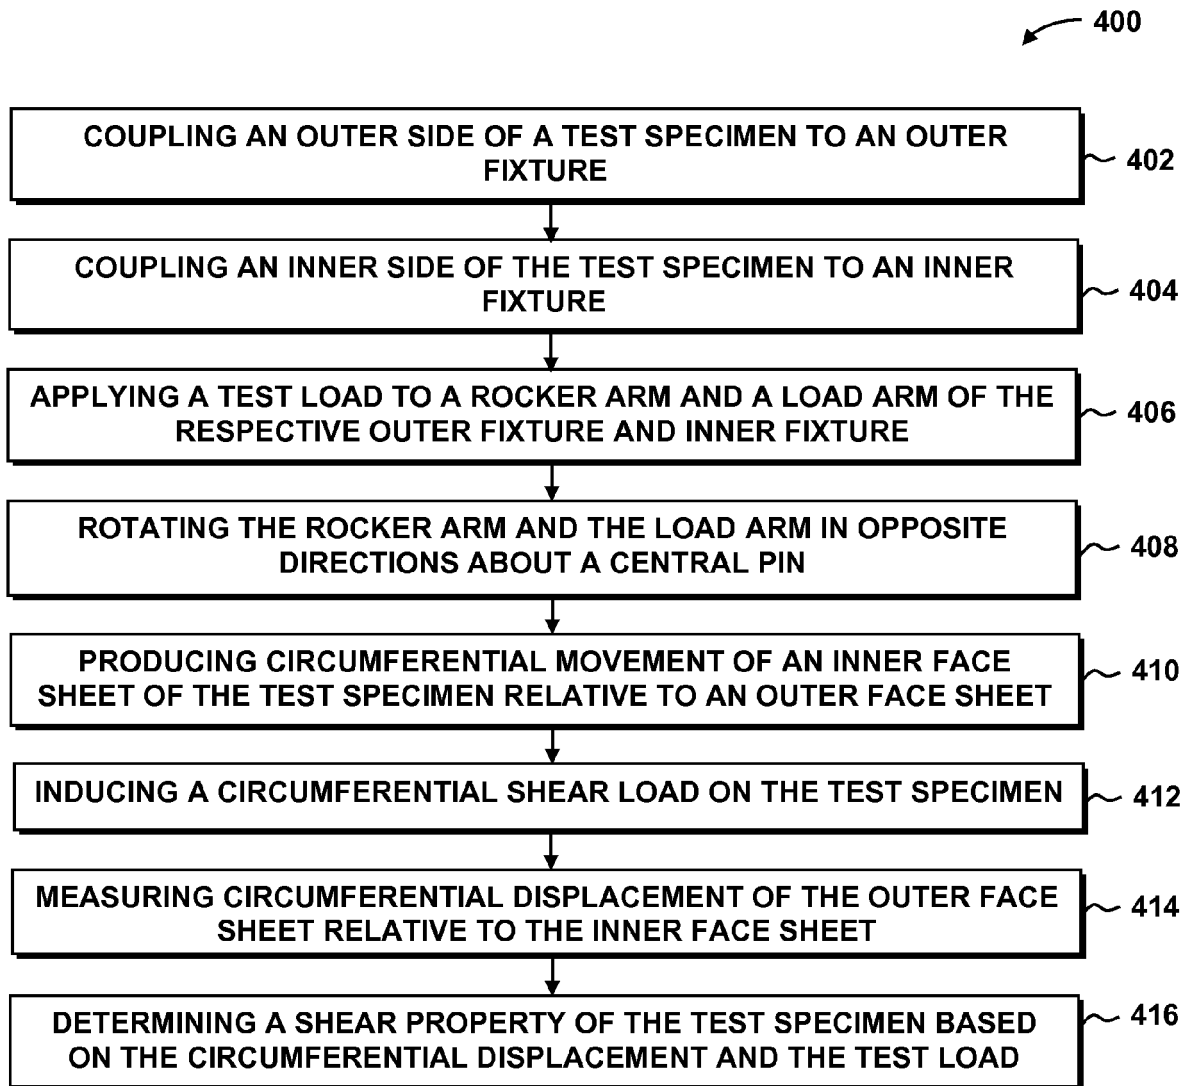 400
COUPLING AN OUTER SIDE OF A TEST SPECIMEN TO AN OUTER
FIXTURE
402
COUPLING AN INNER SIDE OF THE TEST SPECIMEN TO AN INNER
FIXTURE
404
APPLYING A TEST LOAD TO A ROCKER ARM AND A LOAD ARM OF THE
RESPECTIVE OUTER FIXTURE AND INNER FIXTURE
406
ROTATING THE ROCKER ARM AND THE LOAD ARM IN OPPOSITE
DIRECTIONS ABOUT A CENTRAL PIN
408
PRODUCING CIRCUMFERENTIAL MOVEMENT OF AN INNER FACE
SHEET OF THE TEST SPECIMEN RELATIVE TO AN OUTER FACE SHEET
410
INDUCING A CIRCUMFERENTIAL SHEAR LOAD ON THE TEST SPECIMEN
412
MEASURING CIRCUMFERENTIAL DISPLACEMENT OF THE OUTER FACE
SHEET RELATIVE TO THE INNER FACE SHEET
414
DETERMINING A SHEAR PROPERTY OF THE TEST SPECIMEN BASED
ON THE CIRCUMFERENTIAL DISPLACEMENT AND THE TEST LOAD
416